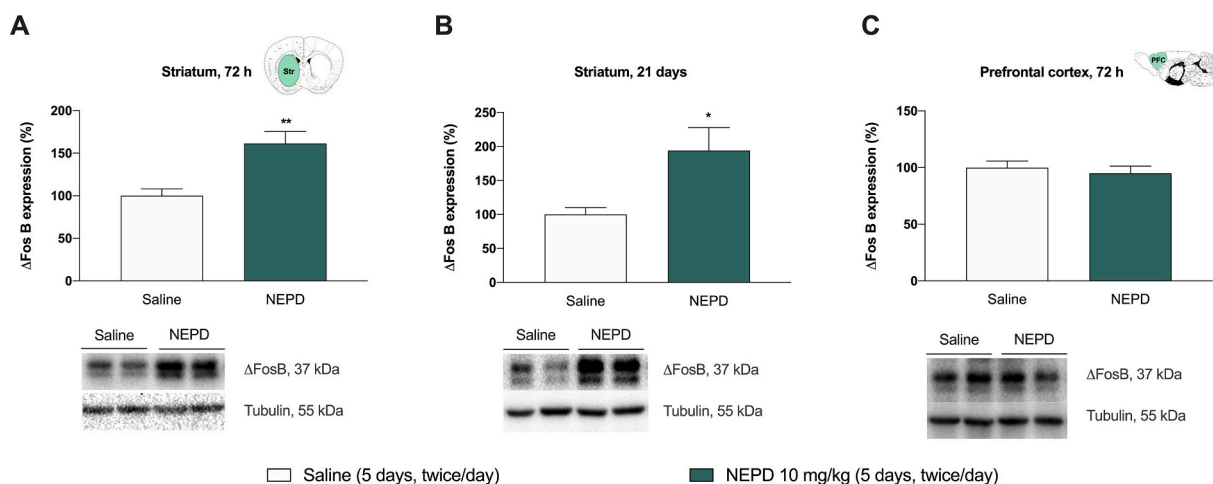 A
Striatum, 72 h
Str
ΔFos B expression (%)
200
150
100
50
0
**
Saline
NEPD
Saline
NEPD
ΔFosB, 37 kDa
Tubulin, 55 kDa
B
Striatum, 21 days
ΔFos B expression (%)
250
200
150
100
50
0
*
Saline
NEPD
Saline
NEPD
ΔFosB, 37 kDa
Tubulin, 55 kDa
C
Prefrontal cortex, 72 h
PFC
ΔFos B expression (%)
150
100
50
0
Saline
NEPD
Saline
NEPD
ΔFosB, 37 kDa
Tubulin, 55 kDa
Saline (5 days, twice/day)
NEPD 10 mg/kg (5 days, twice/day)